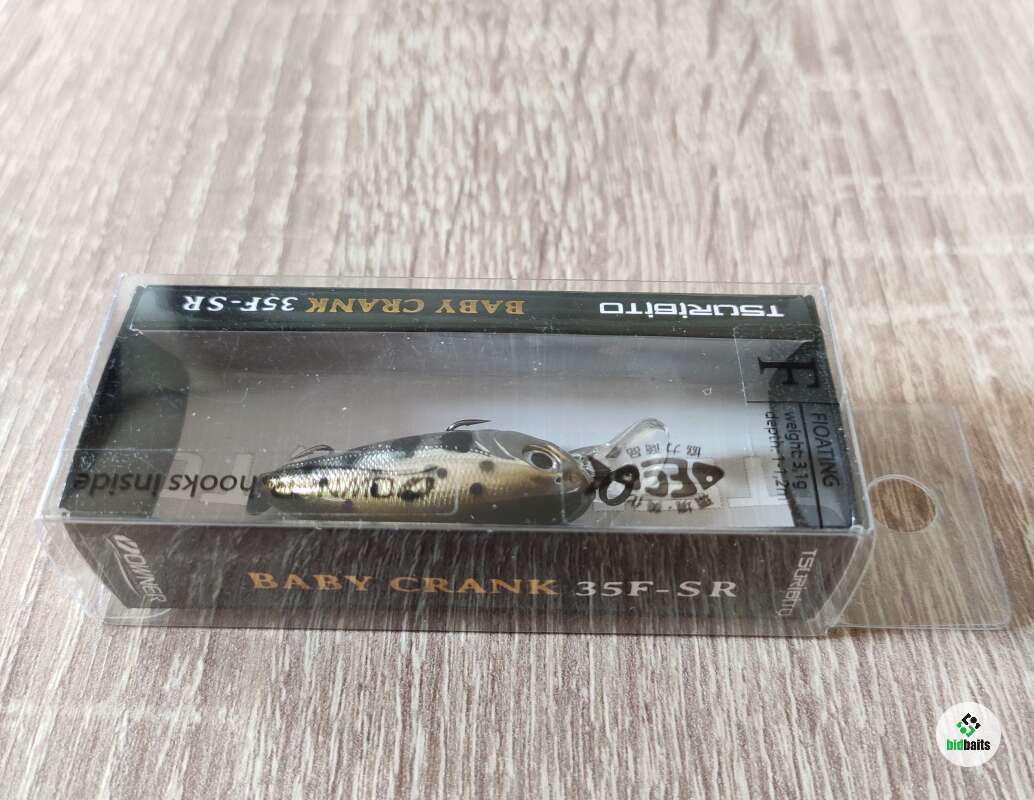 BABY CRANK 35F-SR
TSURIBITO
F
FlOATING
weight:3,1g
hooks inside
BABY CRANK 35F-SR
OWNER
TSURIBITO
bidbaits